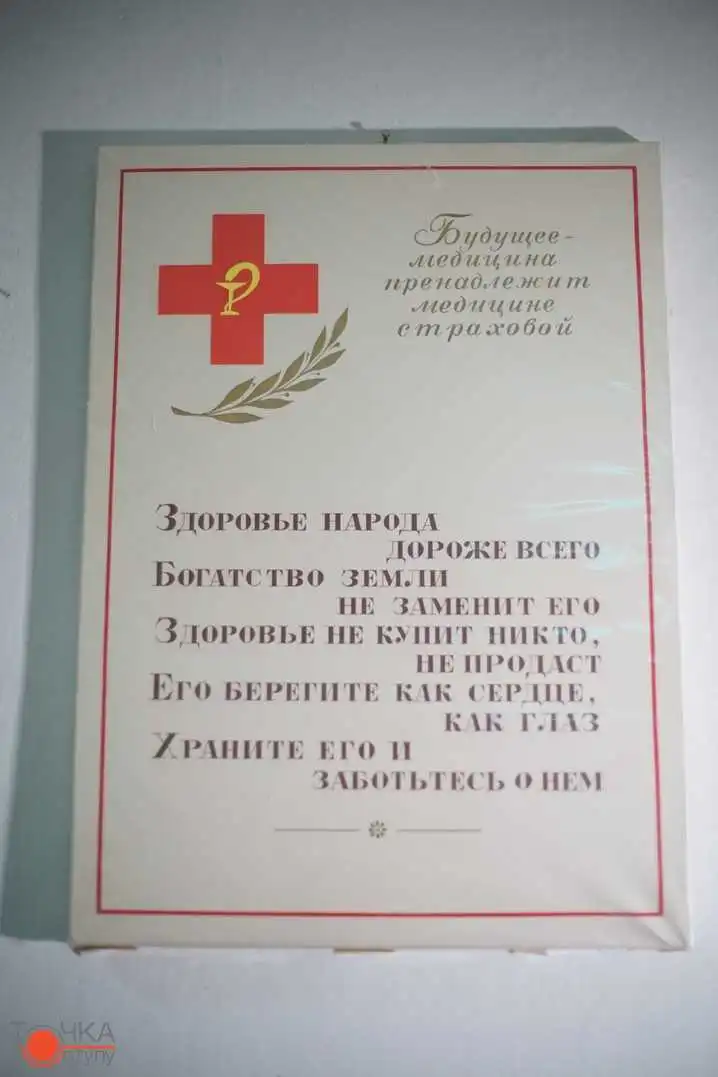 Будущее-
медицина
пренадлежит
медицине
страховой
Здоровье народа
дороже всего
Богатство земли
не заменит его
Здоровье не купит никто,
не продаст
Его берегите как сердце,
как глаз
Храните его и
заботьтесь о нем
ТОЧКА